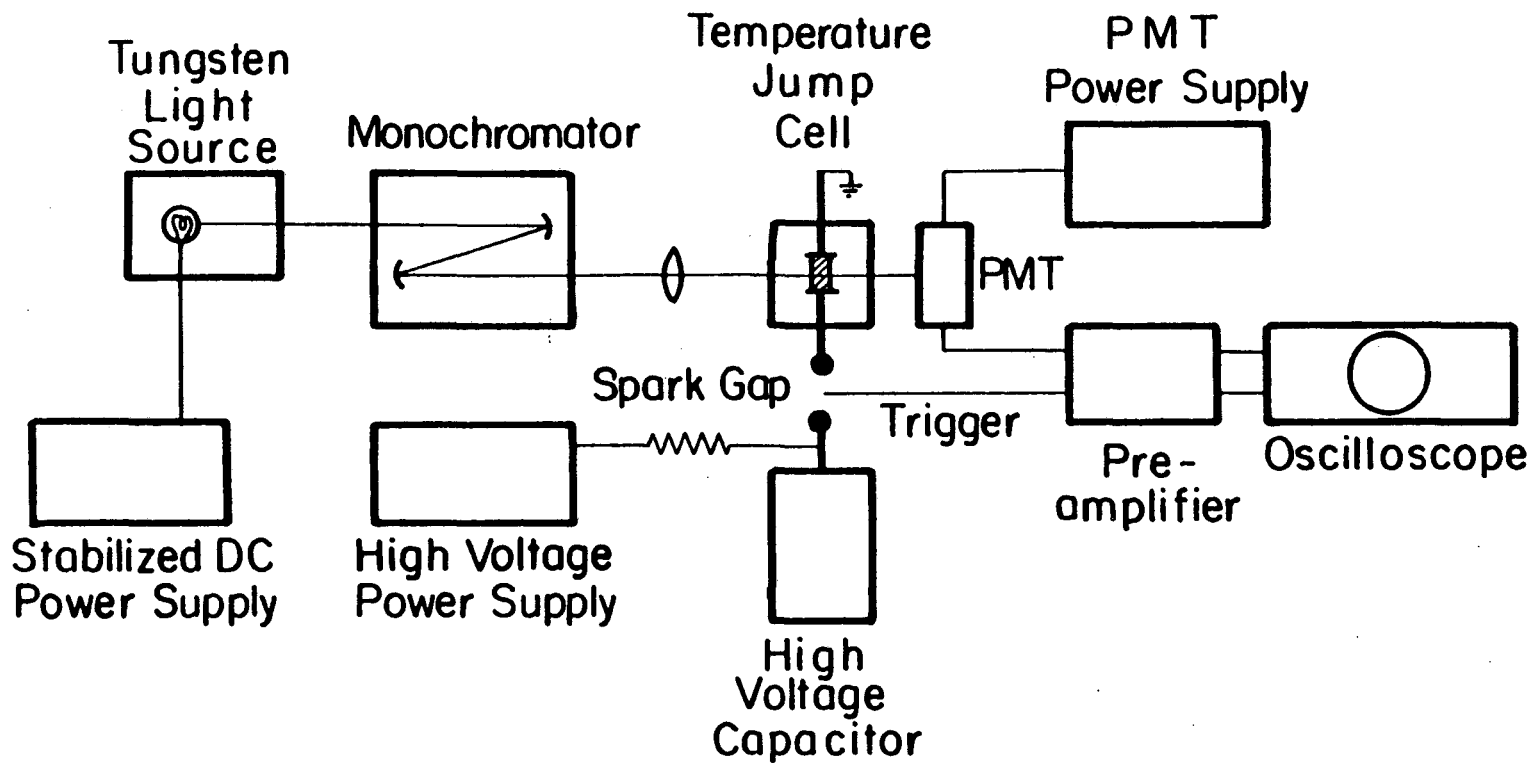 Tungsten
Light
Source
Monochromator
Temperature
Jump
Cell
PMT
Power Supply
PMT
Spark Gap
Trigger
Pre-
amplifier
Oscilloscope
Stabilized DC
Power Supply
High Voltage
Power Supply
High
Voltage
Capacitor